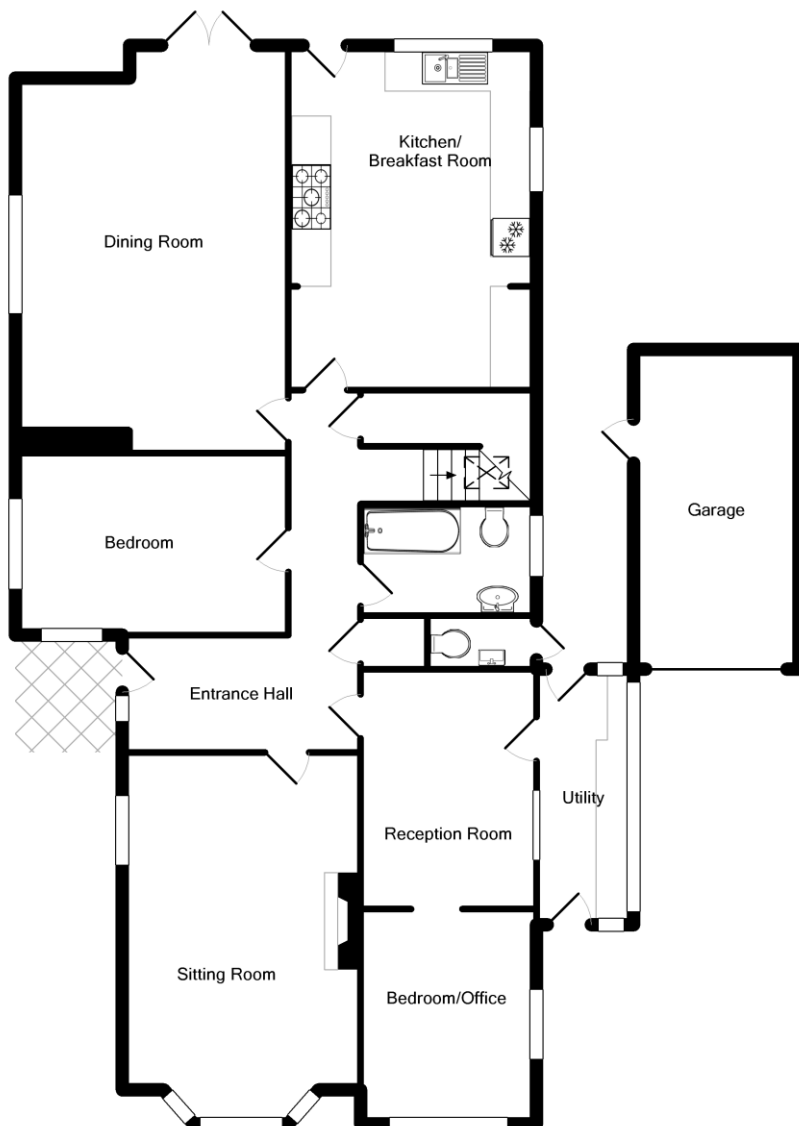 Kitchen/
Breakfast Room
Dining Room
Garage
Bedroom
Entrance Hall
Utility
Reception Room
Sitting Room
Bedroom/Office